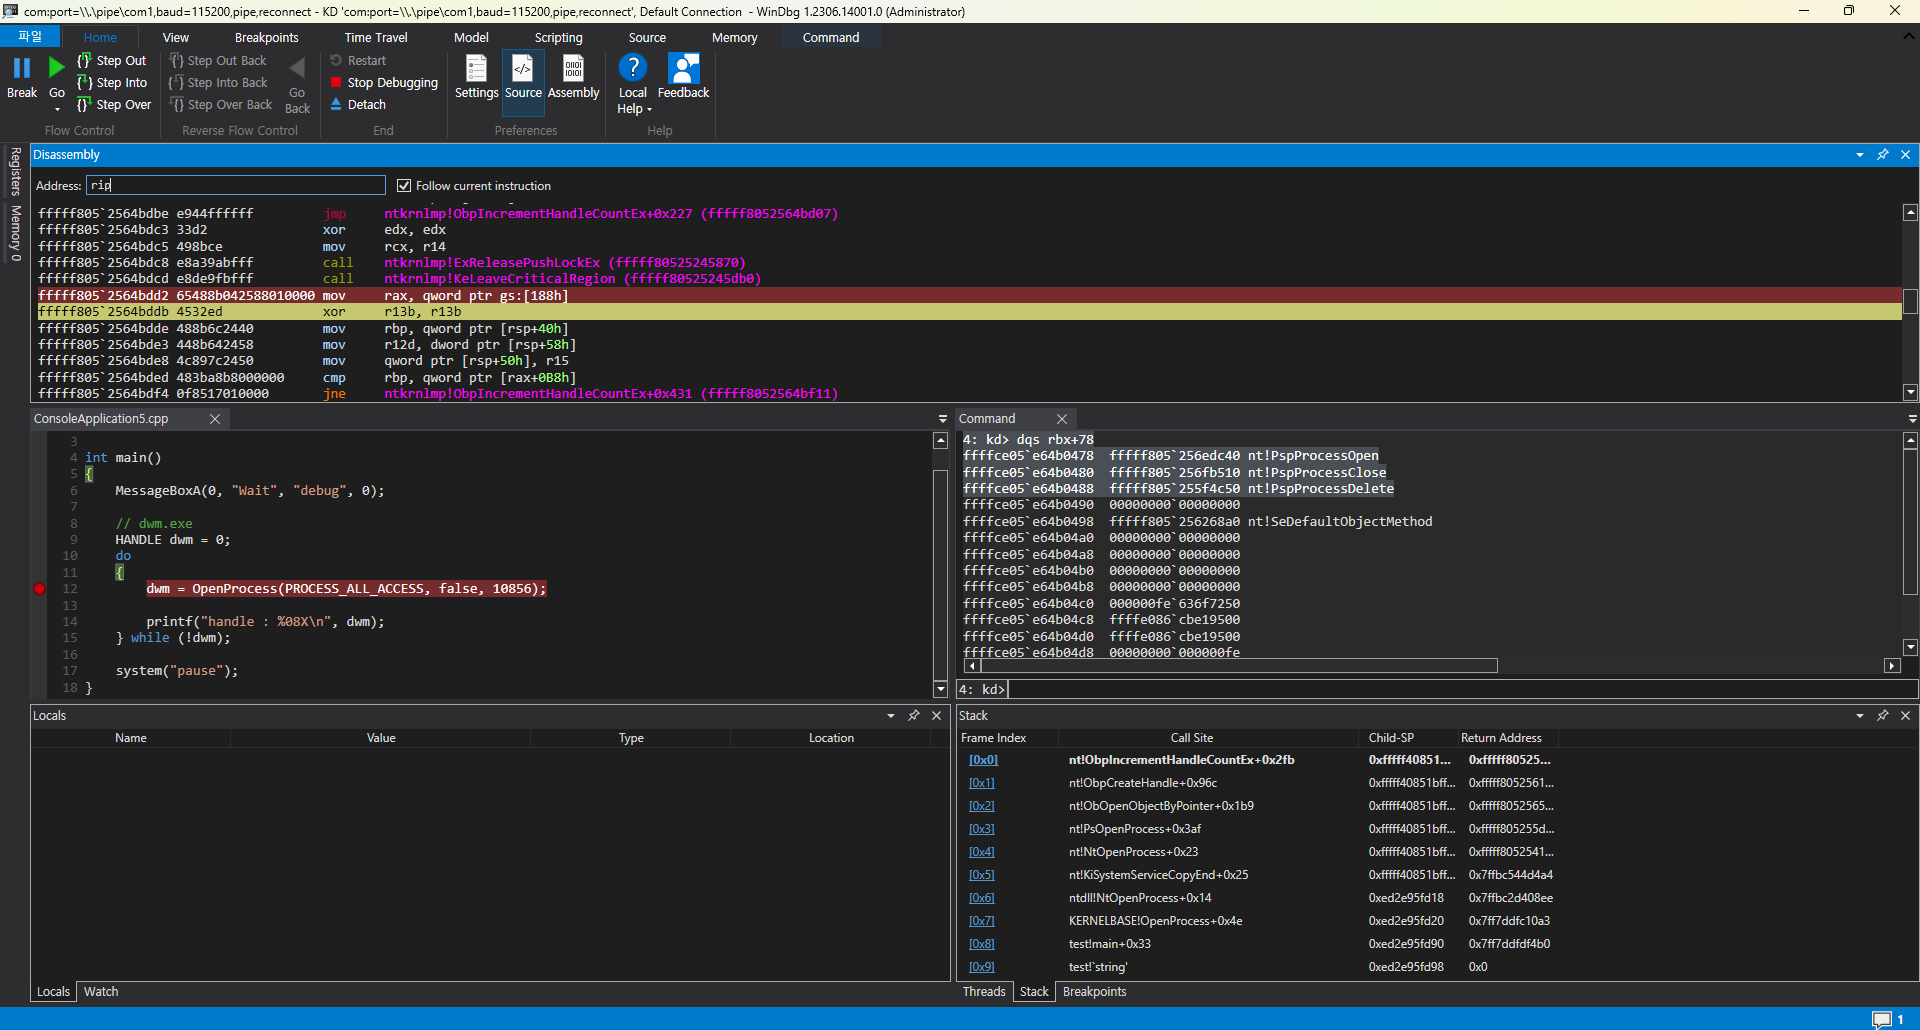 com:port=\\.\pipe\com1,baud=115200,pipe,reconnect - KD 'com:port=\\.\pipe\com1,baud=115200,pipe,reconnect', Default Connection - WinDbg 1.2306.14001.0 (Administrator)
파일 Home View Breakpoints Time Travel Model Scripting Source Memory Command
Break
Go
Step Out
Step Into
Step Over
Flow Control
Step Out Back
Step Into Back
Step Over Back
Go Back
Reverse Flow Control
Restart
Stop Debugging
Detach
End
Settings Source Assembly
Preferences
Local Help
Feedback
Help
Registers
Memory 0
Disassembly
Address: rip Follow current instruction
fffff805`2564bdbe e944ffffff jmp ntkrnlmp!ObpIncrementHandleCountEx+0x227 (fffff8052564bd07)
fffff805`2564bdc3 33d2 xor edx, edx
fffff805`2564bdc5 498bce mov rcx, r14
fffff805`2564bdc8 e8a39abfff call ntkrnlmp!ExReleasePushLockEx (fffff80525245870)
fffff805`2564bdcd e8de9fbfff call ntkrnlmp!KeLeaveCriticalRegion (fffff80525245db0)
fffff805`2564bdd2 65488b042588010000 mov rax, qword ptr gs:[188h]
fffff805`2564bddb 4532ed xor r13b, r13b
fffff805`2564bdde 488b6c2440 mov rbp, qword ptr [rsp+40h]
fffff805`2564bde3 448b642458 mov r12d, dword ptr [rsp+58h]
fffff805`2564bde8 4c897c2450 mov qword ptr [rsp+50h], r15
fffff805`2564bded 483ba8b8000000 cmp rbp, qword ptr [rax+0B8h]
fffff805`2564bdf4 0f8517010000 jne ntkrnlmp!ObpIncrementHandleCountEx+0x431 (fffff8052564bf11)
ConsoleApplication5.cpp
3
4 int main()
5 {
6 MessageBoxA(0, "Wait", "debug", 0);
7
8 // dwm.exe
9 HANDLE dwm = 0;
10 do
11 {
12 dwm = OpenProcess(PROCESS_ALL_ACCESS, false, 10856);
13
14 printf("handle : %08X\n", dwm);
15 } while (!dwm);
16
17 system("pause");
18 }
Command
4: kd> dqs rbx+78
ffffce05`e64b0478 fffff805`256edc40 nt!PspProcessOpen
ffffce05`e64b0480 fffff805`256fb510 nt!PspProcessClose
ffffce05`e64b0488 fffff805`255f4c50 nt!PspProcessDelete
ffffce05`e64b0490 00000000`00000000
ffffce05`e64b0498 fffff805`256268a0 nt!SeDefaultObjectMethod
ffffce05`e64b04a0 00000000`00000000
ffffce05`e64b04a8 00000000`00000000
ffffce05`e64b04b0 00000000`00000000
ffffce05`e64b04b8 00000000`00000000
ffffce05`e64b04c0 000000fe`636f7250
ffffce05`e64b04c8 ffffe086`cbe19500
ffffce05`e64b04d0 ffffe086`cbe19500
ffffce05`e64b04d8 00000000`000000fe
4: kd>
Locals
Name Value Type Location
Locals Watch
Stack
Frame Index Call Site Child-SP Return Address
[0x0] nt!ObpIncrementHandleCountEx+0x2fb 0xfffff40851... 0xfffff80525...
[0x1] nt!ObpCreateHandle+0x96c 0xfffff40851bff... 0xfffff8052561...
[0x2] nt!ObOpenObjectByPointer+0x1b9 0xfffff40851bff... 0xfffff8052565...
[0x3] nt!PsOpenProcess+0x3af 0xfffff40851bff... 0xfffff805255d...
[0x4] nt!NtOpenProcess+0x23 0xfffff40851bff... 0xfffff8052541...
[0x5] nt!KiSystemServiceCopyEnd+0x25 0xfffff40851bff... 0x7ffbc544d4a4
[0x6] ntdll!NtOpenProcess+0x14 0xed2e95fd18 0x7ffbc2d408ee
[0x7] KERNELBASE!OpenProcess+0x4e 0xed2e95fd20 0x7ff7ddfc10a3
[0x8] test!main+0x33 0xed2e95fd90 0x7ff7ddfdf4b0
[0x9] test!`string' 0xed2e95fd98 0x0
Threads Stack Breakpoints
1